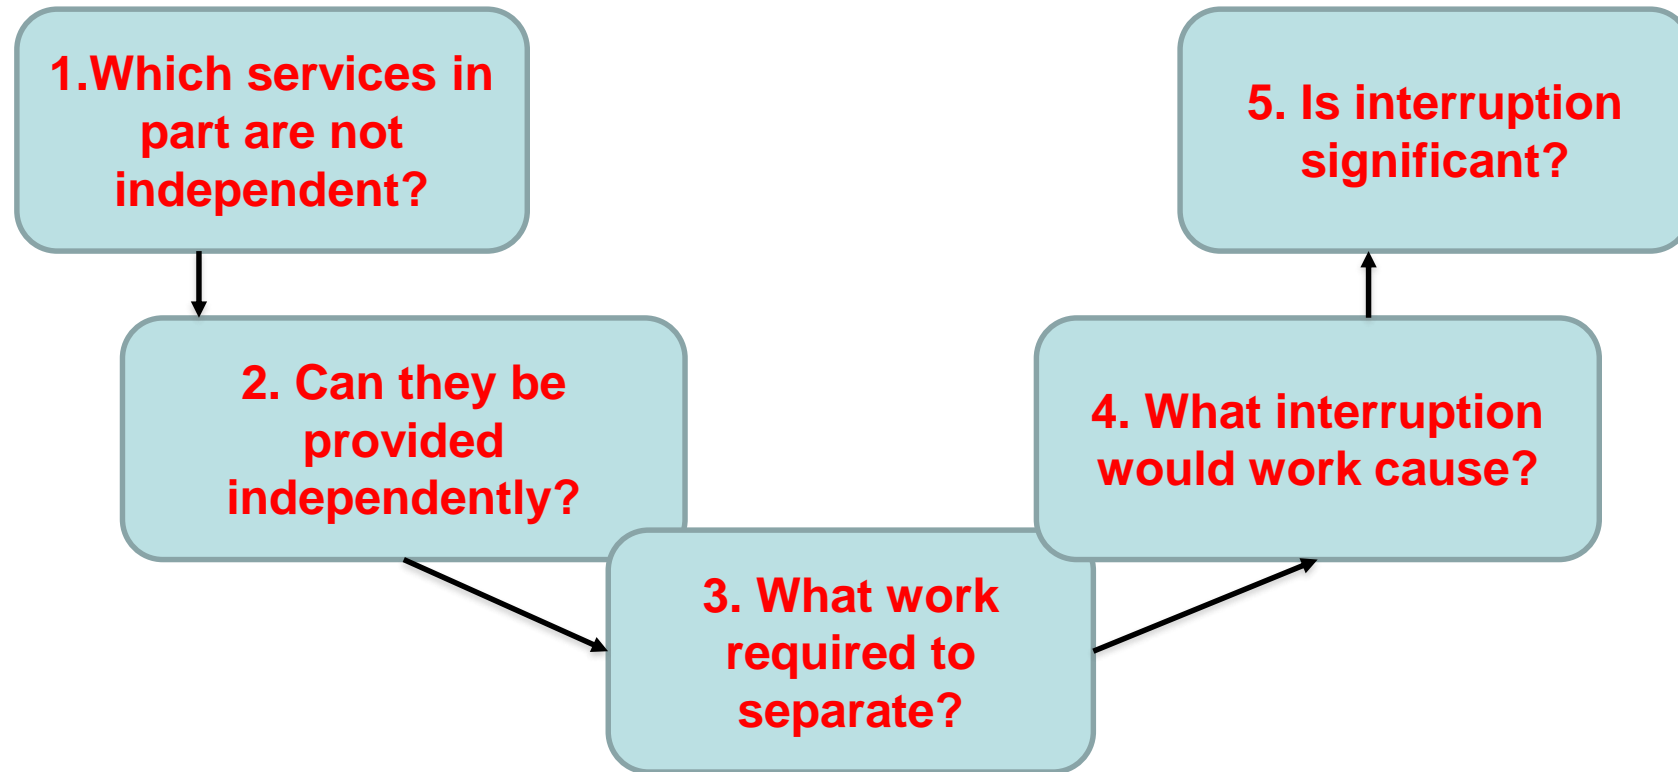 1.Which services in
part are not
independent?
2. Can they be
provided
independently?
3. What work
required to
separate?
4. What interruption
would work cause?
5. Is interruption
significant?